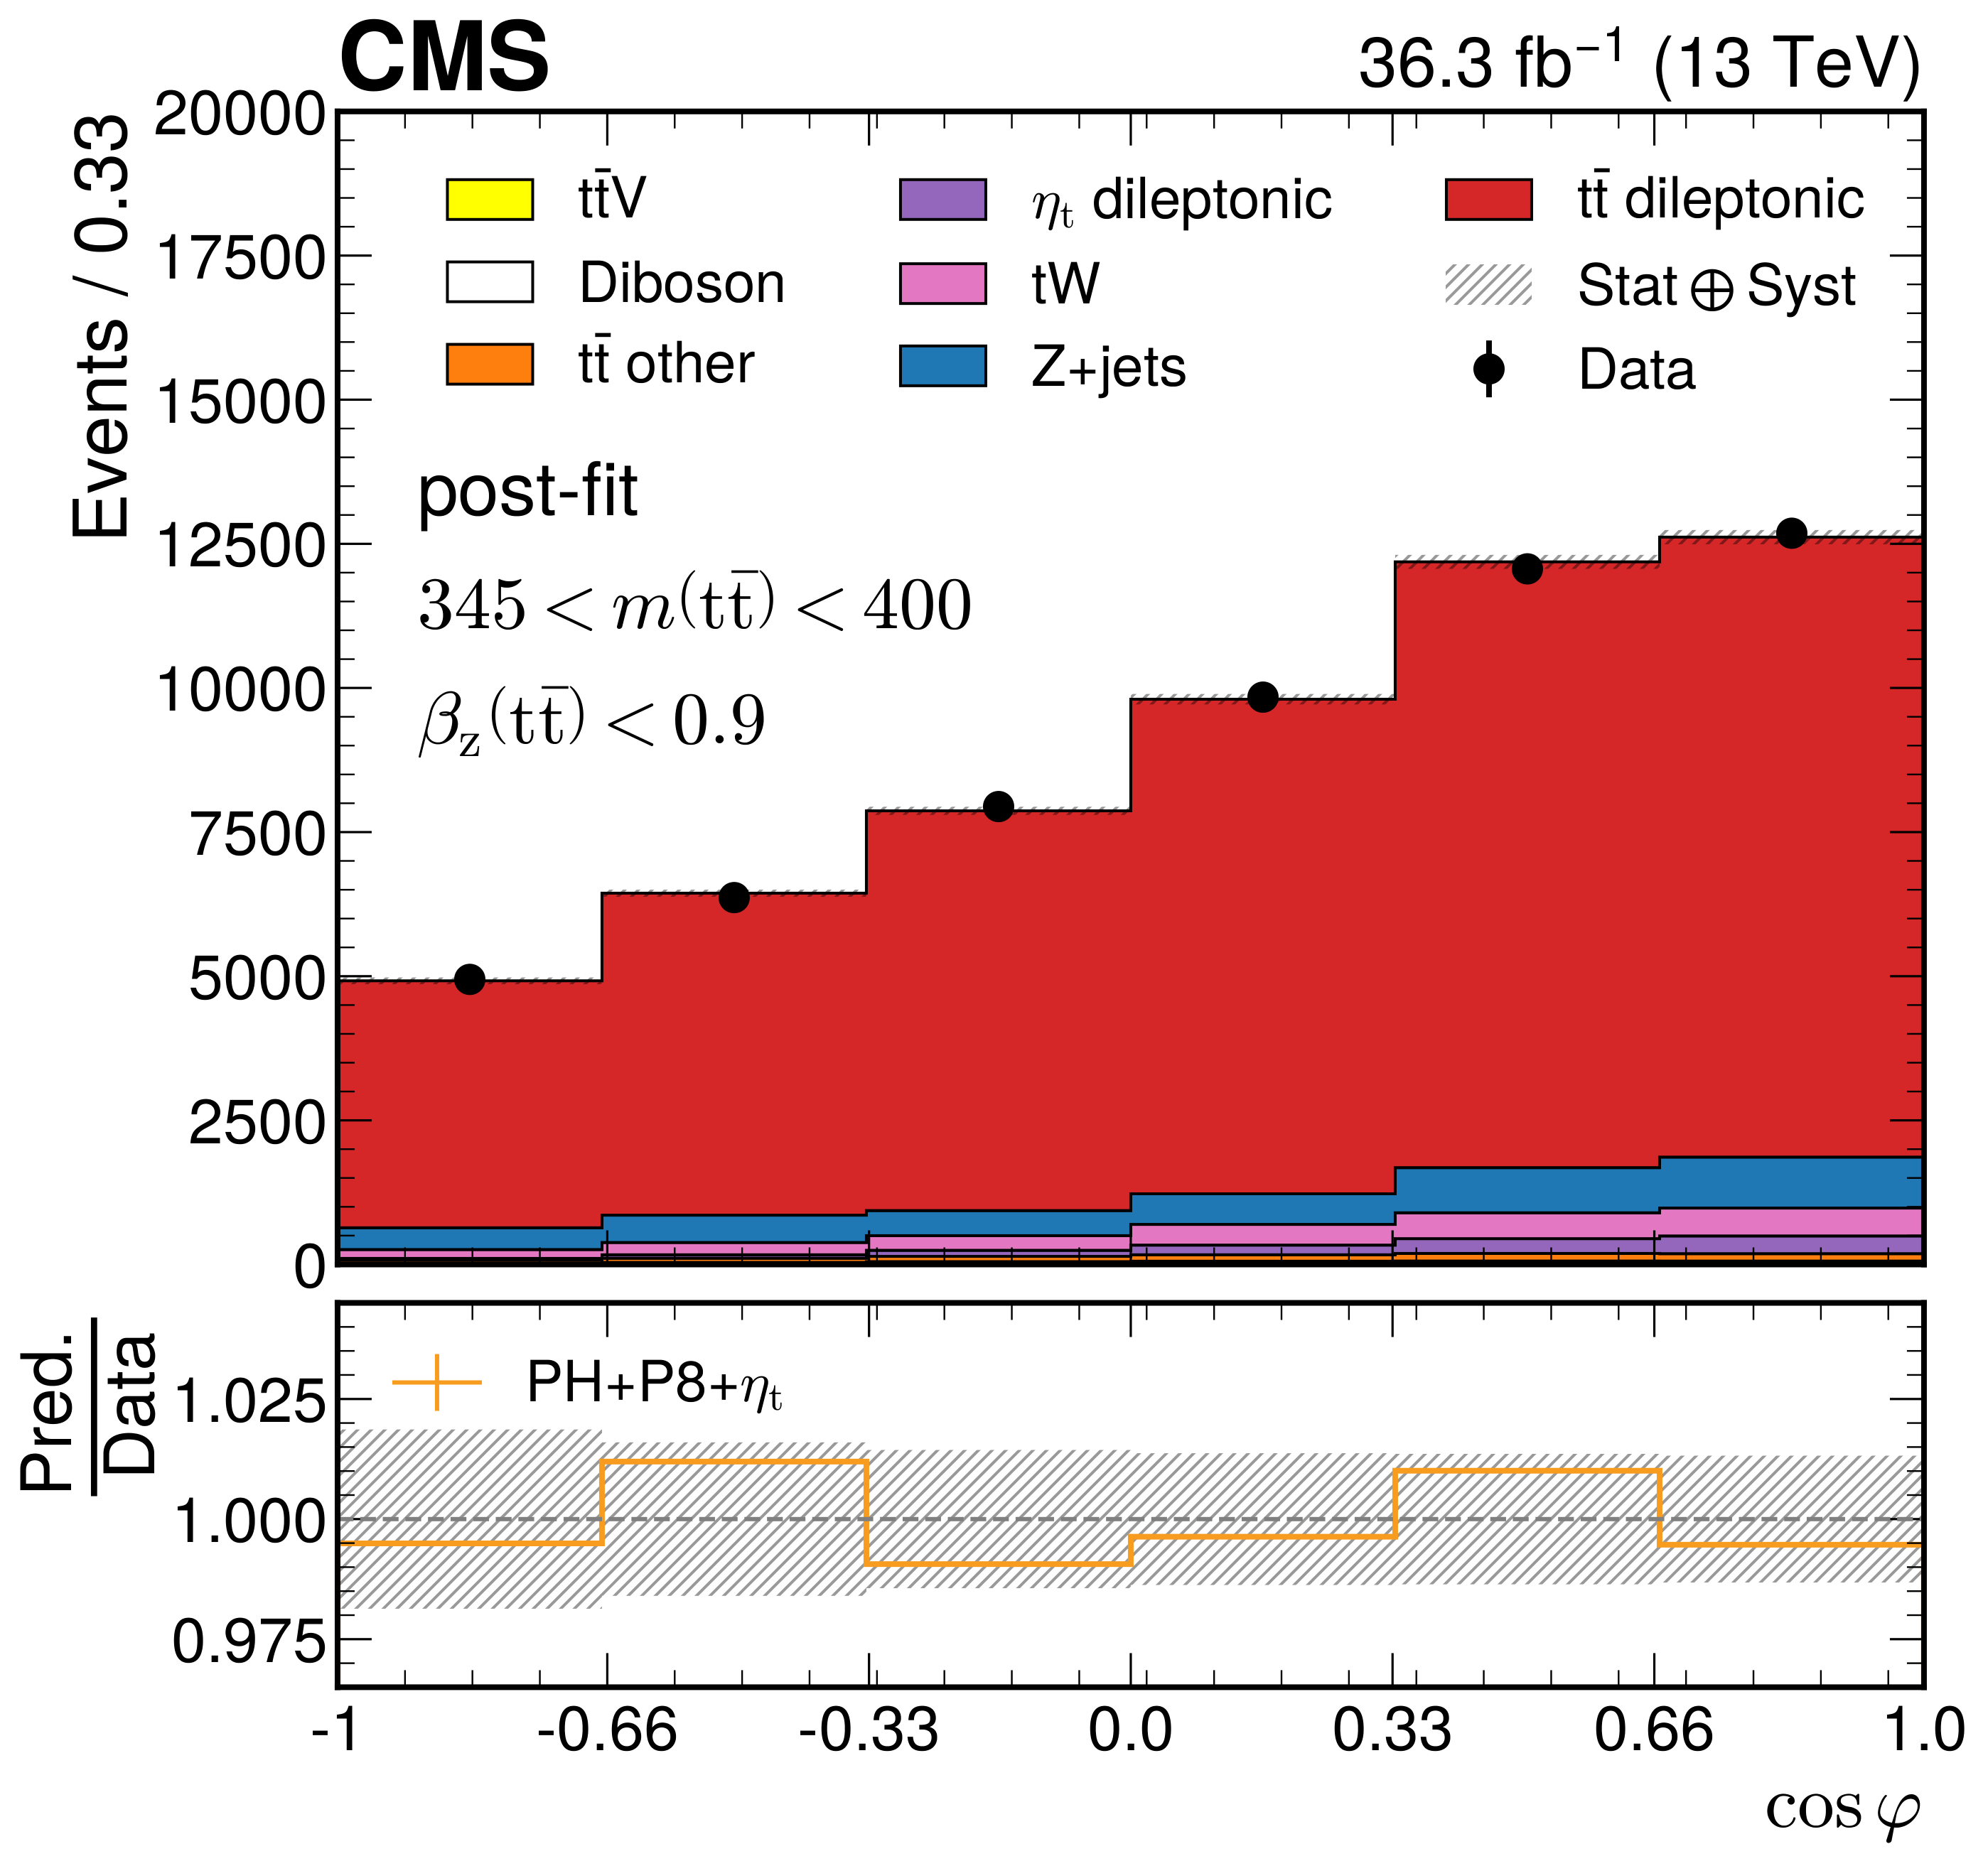 CMS
36.3 fb⁻¹ (13 TeV)
Events / 0.33
20000
17500
15000
12500
10000
7500
5000
2500
0
tt̄V
Diboson
tt̄ other
ηₜ dileptonic
tW
Z+jets
tt̄ dileptonic
Stat ⊕ Syst
Data
post-fit
345 < m(tt̄) < 400
β_z(tt̄) < 0.9
Pred.
Data
1.025
1.000
0.975
PH+P8+ηₜ
-1 -0.66 -0.33 0.0 0.33 0.66 1.0
cos φ